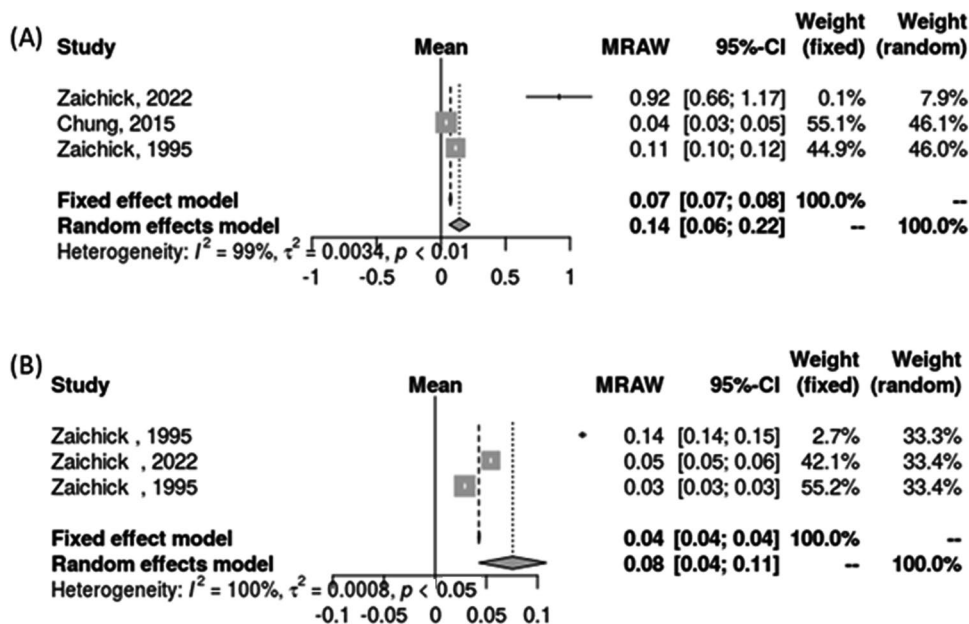 (A)
Weight Weight
Study Mean MRAW 95%-CI (fixed) (random)
Zaichick, 2022 0.92 [0.66; 1.17] 0.1% 7.9%
Chung, 2015 0.04 [0.03; 0.05] 55.1% 46.1%
Zaichick, 1995 0.11 [0.10; 0.12] 44.9% 46.0%
Fixed effect model 0.07 [0.07; 0.08] 100.0% --
Random effects model 0.14 [0.06; 0.22] -- 100.0%
Heterogeneity: I² = 99%, τ² = 0.0034, p < 0.01
-1 -0.5 0 0.5 1
(B)
Weight Weight
Study Mean MRAW 95%-CI (fixed) (random)
Zaichick , 1995 0.14 [0.14; 0.15] 2.7% 33.3%
Zaichick , 2022 0.05 [0.05; 0.06] 42.1% 33.4%
Zaichick , 1995 0.03 [0.03; 0.03] 55.2% 33.4%
Fixed effect model 0.04 [0.04; 0.04] 100.0% --
Random effects model 0.08 [0.04; 0.11] -- 100.0%
Heterogeneity: I² = 100%, τ² = 0.0008, p < 0.05
-0.1 -0.05 0 0.05 0.1